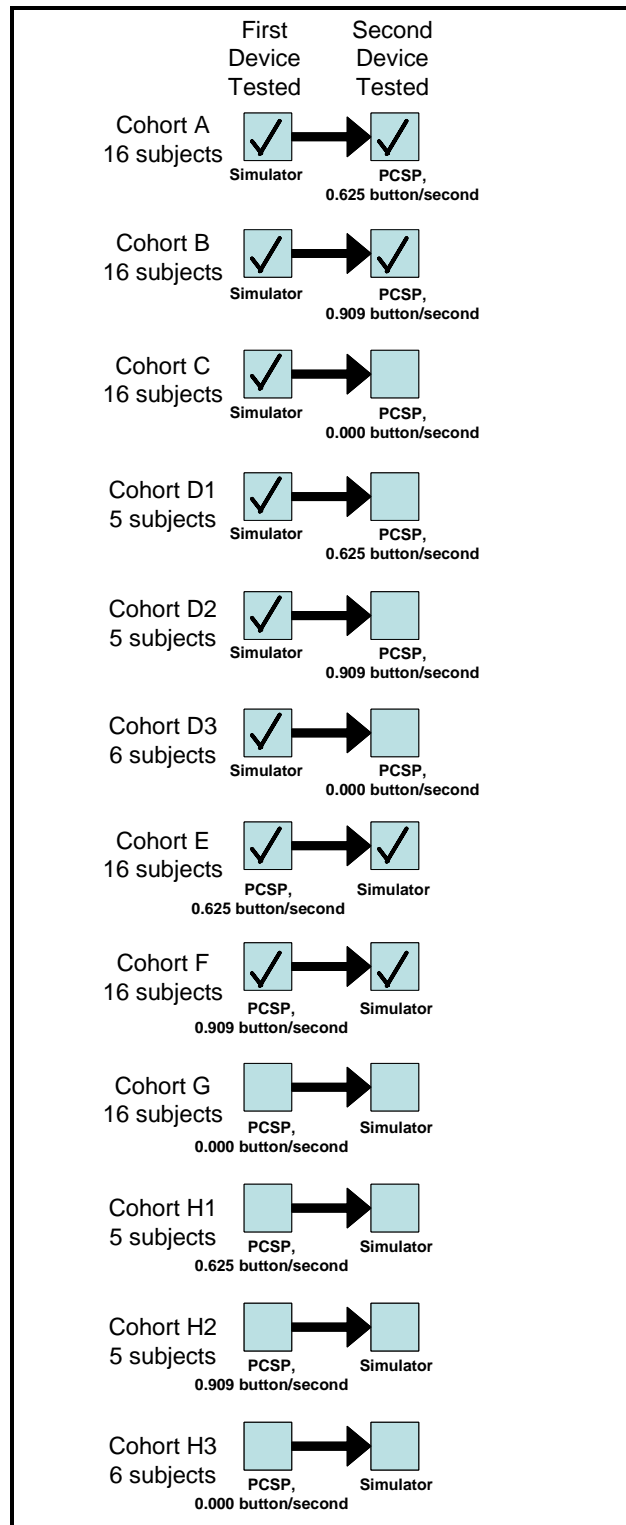 First
Device
Tested
Second
Device
Tested
Cohort A
16 subjects
Simulator
PCSP,
0.625 button/second
Cohort B
16 subjects
Simulator
PCSP,
0.909 button/second
Cohort C
16 subjects
Simulator
PCSP,
0.000 button/second
Cohort D1
5 subjects
Simulator
PCSP,
0.625 button/second
Cohort D2
5 subjects
Simulator
PCSP,
0.909 button/second
Cohort D3
6 subjects
Simulator
PCSP,
0.000 button/second
Cohort E
16 subjects
PCSP,
0.625 button/second
Simulator
Cohort F
16 subjects
PCSP,
0.909 button/second
Simulator
Cohort G
16 subjects
PCSP,
0.000 button/second
Simulator
Cohort H1
5 subjects
PCSP,
0.625 button/second
Simulator
Cohort H2
5 subjects
PCSP,
0.909 button/second
Simulator
Cohort H3
6 subjects
PCSP,
0.000 button/second
Simulator